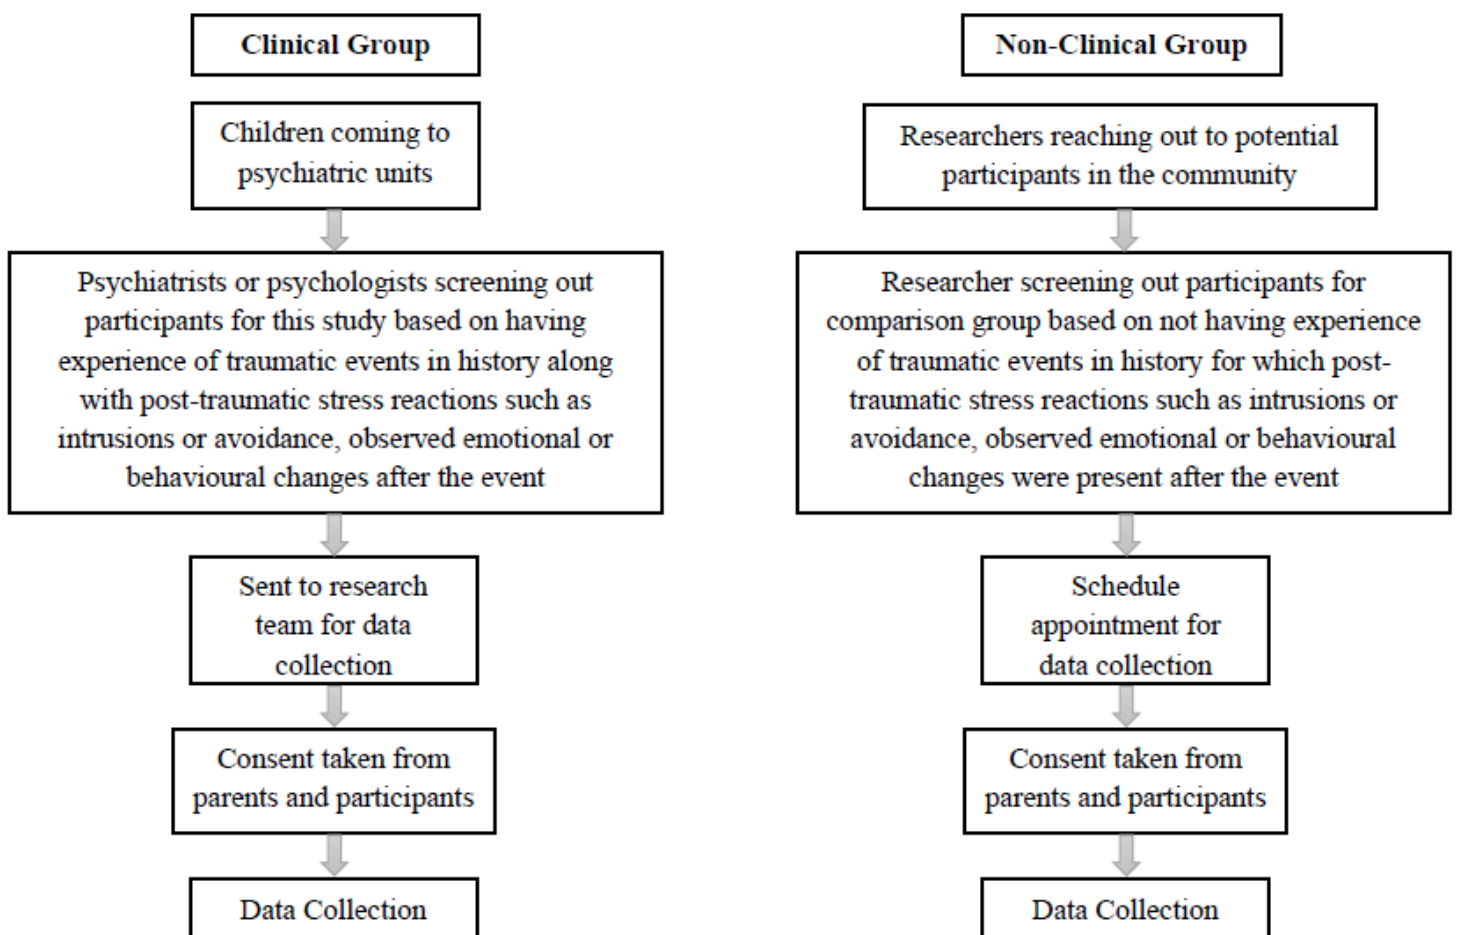 Clinical Group
Children coming to
psychiatric units
Psychiatrists or psychologists screening out
participants for this study based on having
experience of traumatic events in history along
with post-traumatic stress reactions such as
intrusions or avoidance, observed emotional or
behavioural changes after the event
Sent to research
team for data
collection
Consent taken from
parents and participants
Data Collection
Non-Clinical Group
Researchers reaching out to potential
participants in the community
Researcher screening out participants for
comparison group based on not having experience
of traumatic events in history for which post-
traumatic stress reactions such as intrusions or
avoidance, observed emotional or behavioural
changes were present after the event
Schedule
appointment for
data collection
Consent taken from
parents and participants
Data Collection